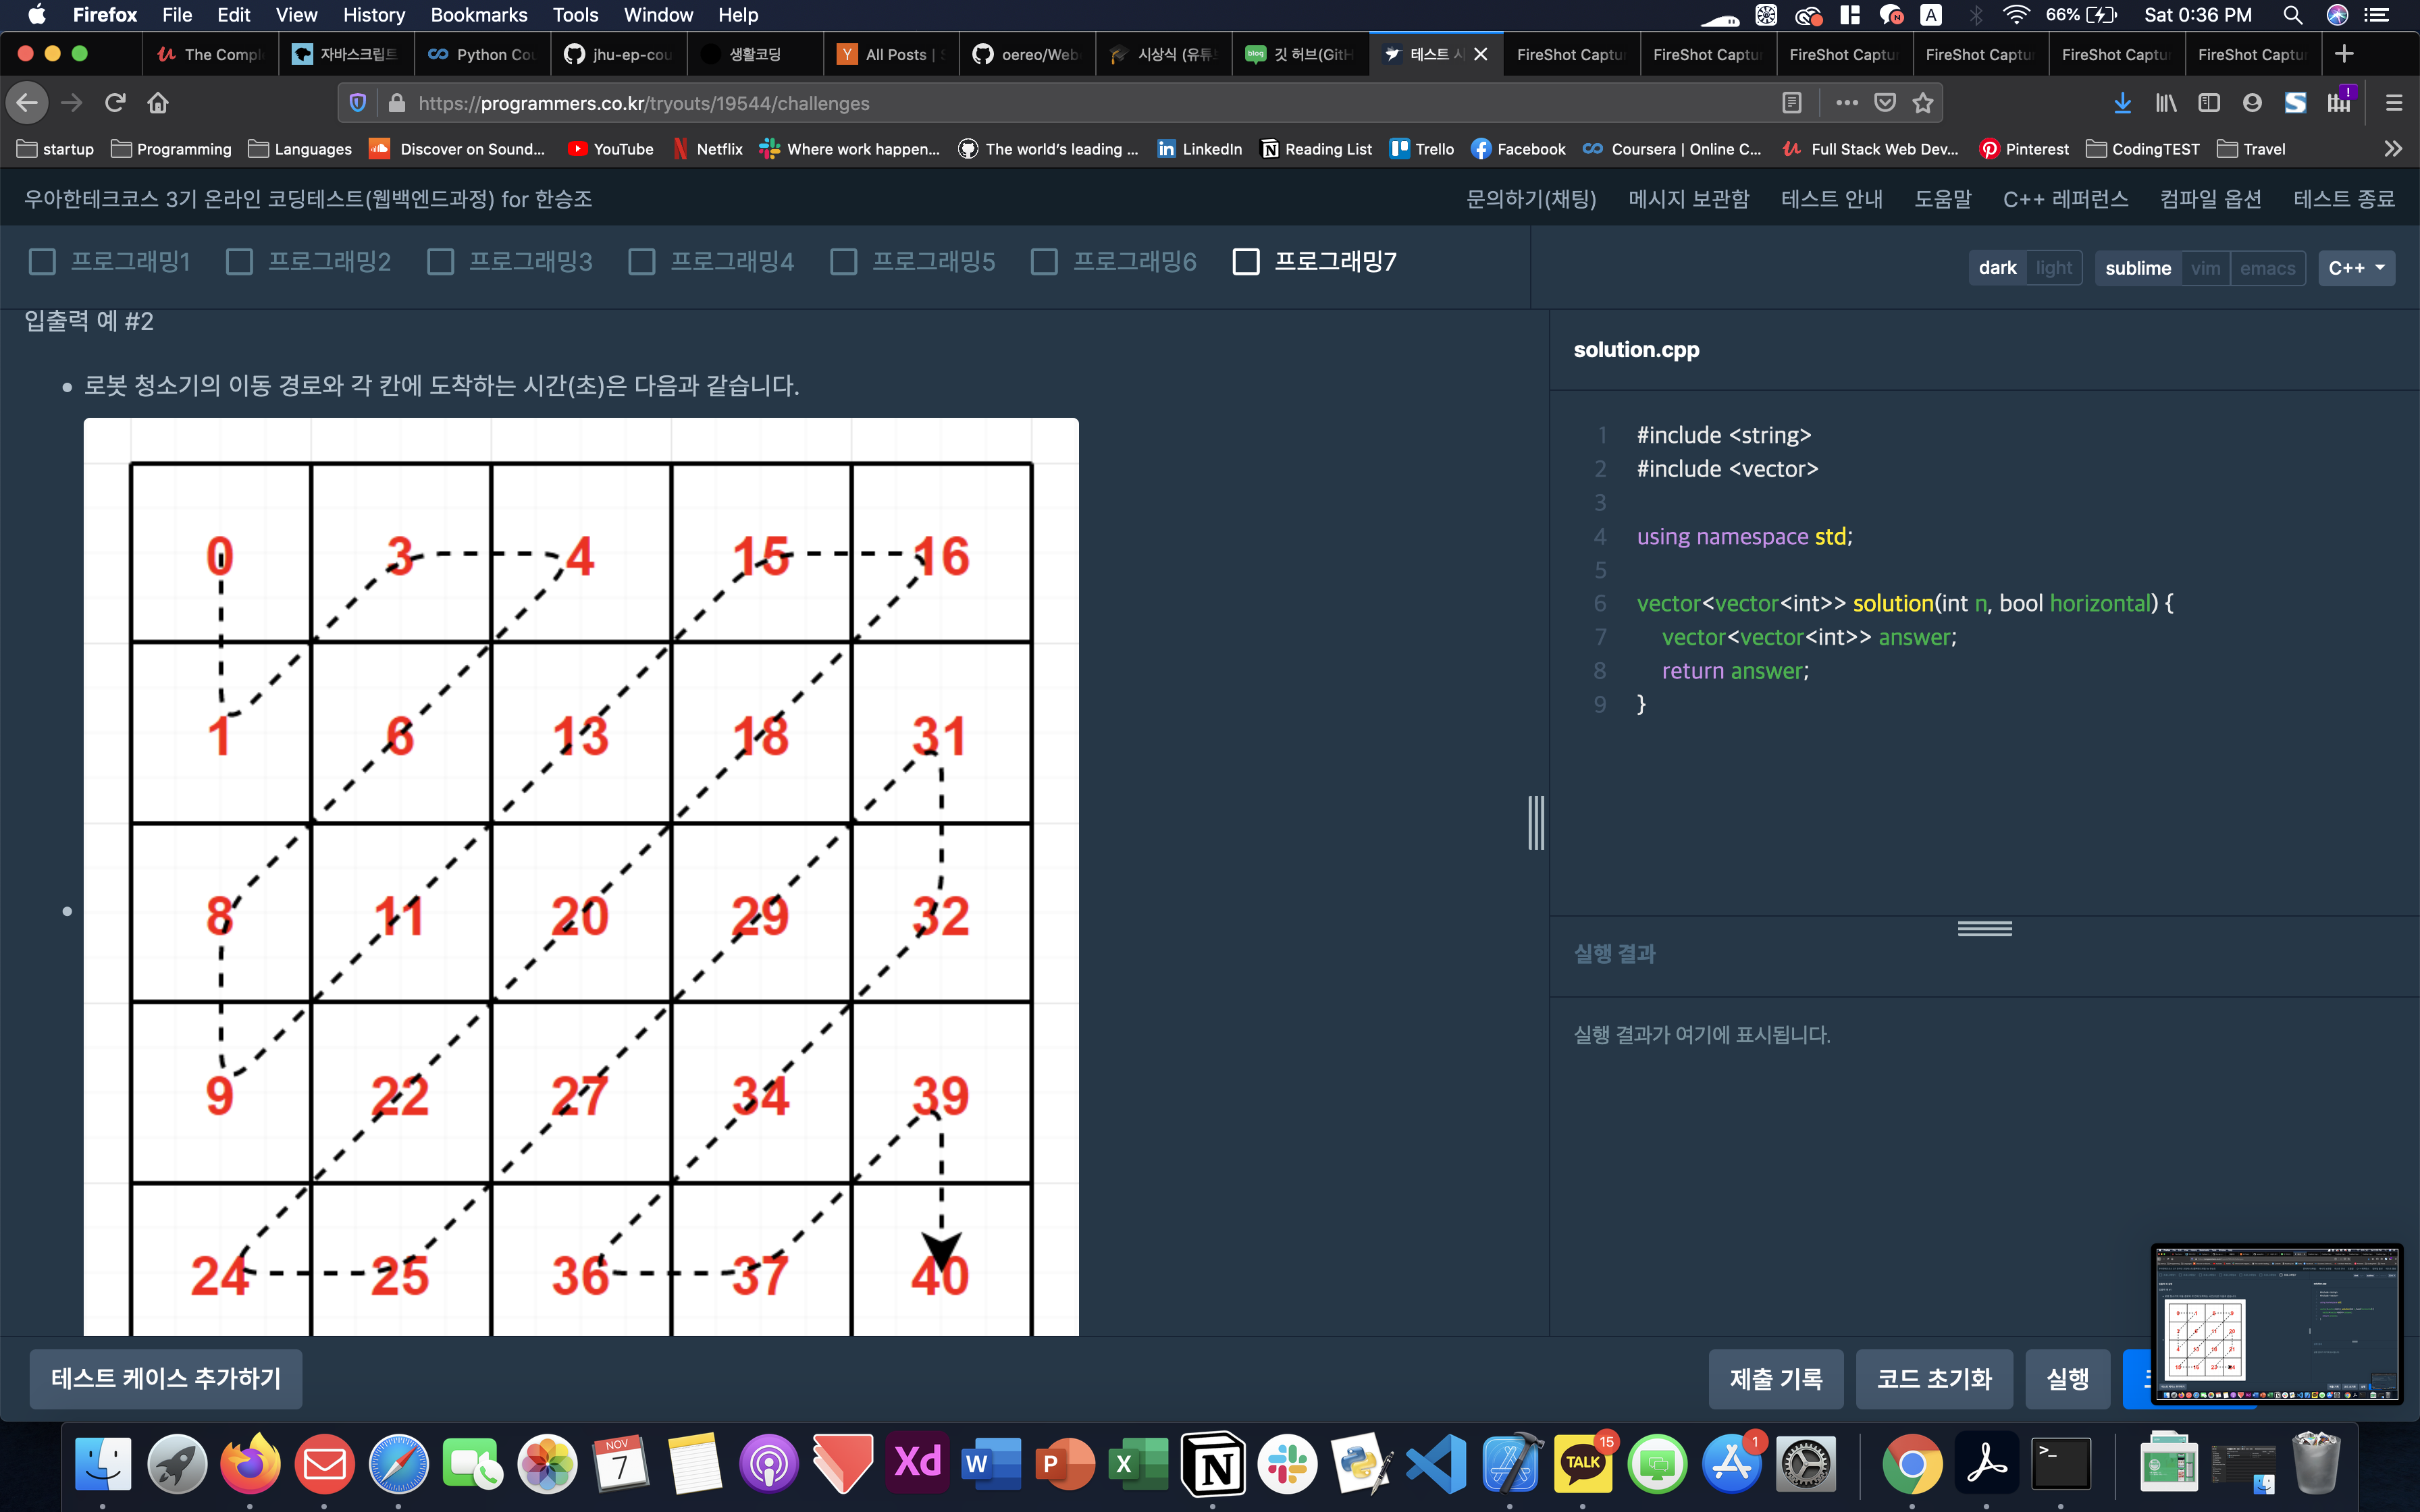 Firefox File Edit View History Bookmarks Tools Window Help
A 66% Sat 0:36 PM
The Compl 자바스크립트 Python Cou jhu-ep-cou 생활코딩 All Posts | oereo/Web 시상식 (유튜 깃 허브(GitH 테스트 FireShot Captu FireShot Captu FireShot Captu FireShot Captu FireShot Captu FireShot Captu
https://programmers.co.kr/tryouts/19544/challenges
startup Programming Languages Discover on Sound... YouTube Netflix Where work happen... The world's leading ... LinkedIn Reading List Trello Facebook Coursera | Online C... Full Stack Web Dev... Pinterest CodingTEST Travel
우아한테크코스 3기 온라인 코딩테스트(웹백엔드과정) for 한승조
문의하기(채팅) 메시지 보관함 테스트 안내 도움말 C++ 레퍼런스 컴파일 옵션 테스트 종료
프로그래밍1 프로그래밍2 프로그래밍3 프로그래밍4 프로그래밍5 프로그래밍6 프로그래밍7
dark light sublime vim emacs C++
입출력 예 #2
로봇 청소기의 이동 경로와 각 칸에 도착하는 시간(초)은 다음과 같습니다.
0 3 4 15 16
1 6 13 18 31
8 11 20 29 32
9 22 27 34 39
24 25 36 37 40
solution.cpp
1 #include <string>
2 #include <vector>
3
4 using namespace std;
5
6 vector<vector<int>> solution(int n, bool horizontal) {
7 vector<vector<int>> answer;
8 return answer;
9 }
실행 결과
실행 결과가 여기에 표시됩니다.
테스트 케이스 추가하기
제출 기록 코드 초기화 실행
NOV
7
Xd W P X N TALK 15 1